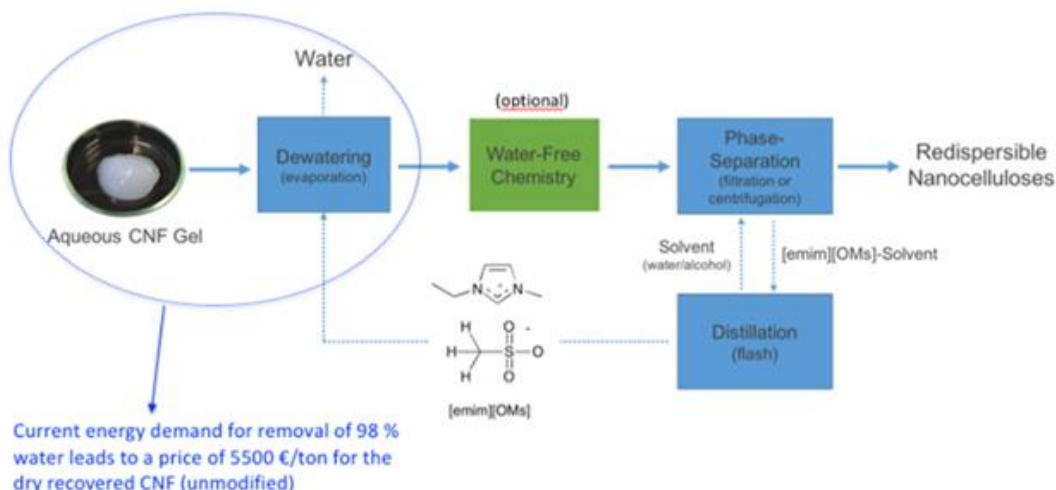 Water
(optional)
Dewatering
(evaporation)
Water-Free
Chemistry
Phase-
Separation
(filtration or
centrifugation)
Redispersible
Nanocelluloses
Aqueous CNF Gel
Solvent
(water/alcohol)
[emim][OMs]-Solvent
N
N
+
H
O
-
H
C
S
O
H
O
[emim][OMs]
Distillation
(flash)
Current energy demand for removal of 98 %
water leads to a price of 5500 €/ton for the
dry recovered CNF (unmodified)